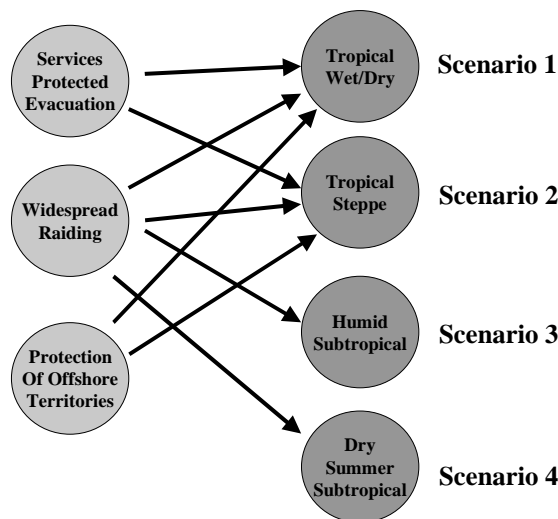 Services
Protected
Evacuation
Widespread
Raiding
Protection
Of Offshore
Territories
Tropical
Wet/Dry
Tropical
Steppe
Humid
Subtropical
Dry
Summer
Subtropical
Scenario 1
Scenario 2
Scenario 3
Scenario 4